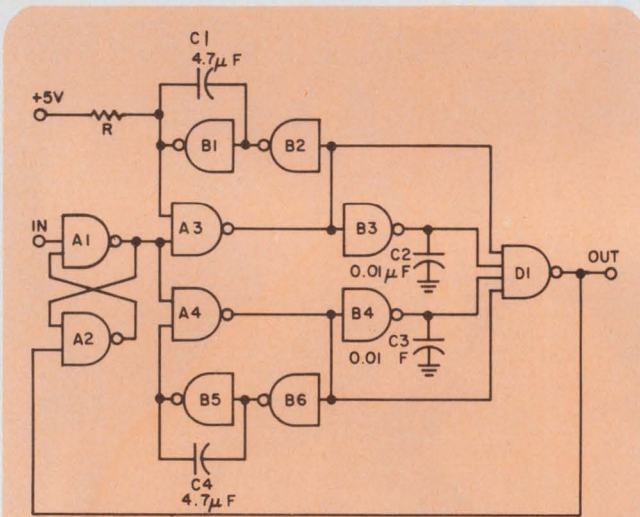 C1
4.7μF
+5V
R
B1
B2
IN
A1
A3
B3
C2
0.01μF
D1
OUT
A2
A4
B4
C3
0.01 F
B5
B6
C4
4.7μF